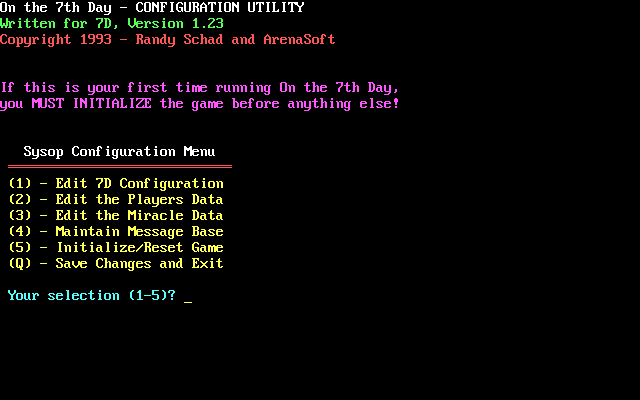 On the 7th Day - CONFIGURATION UTILITY
Written for 7D, Version 1.23
Copyright 1993 - Randy Schad and ArenaSoft
If this is your first time running On the 7th Day,
you MUST INITIALIZE the game before anything else!
Sysop Configuration Menu
(1) - Edit 7D Configuration
(2) - Edit the Players Data
(3) - Edit the Miracle Data
(4) - Maintain Message Base
(5) - Initialize/Reset Game
(Q) - Save Changes and Exit
Your selection (1-5)? _